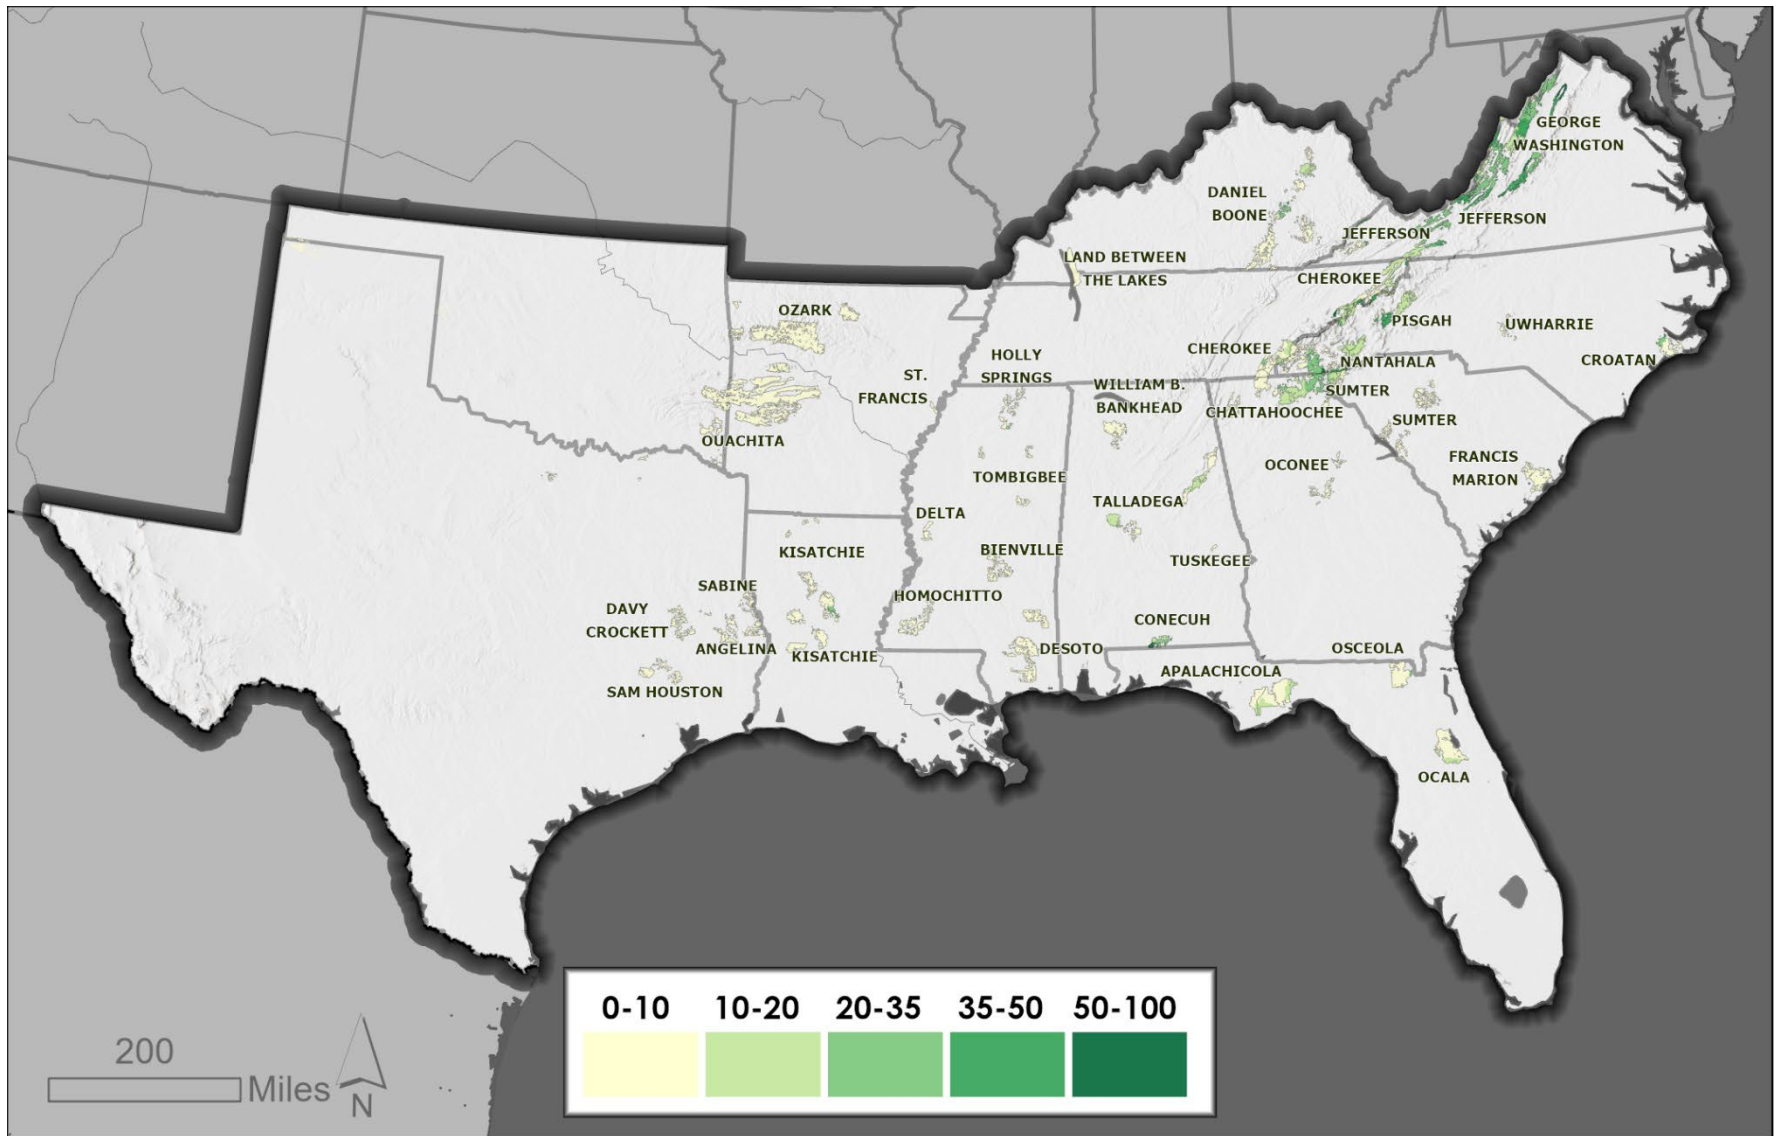 GEORGE
WASHINGTON
DANIEL
BOONE
JEFFERSON
JEFFERSON
LAND BETWEEN
THE LAKES
CHEROKEE
OZARK
PISGAH
UWHARRIE
CROATAN
CHEROKEE
NANTAHALA
HOLLY
SPRINGS
ST.
FRANCIS
WILLIAM B.
BANKHEAD
SUMTER
CHATTAHOOCHEE
SUMTER
OUACHITA
OCONEE
FRANCIS
MARION
TOMBIGBEE
TALLADEGA
DELTA
KISATCHIE
BIENVILLE
TUSKEGEE
SABINE
HOMOCHITTO
DAVY
CROCKETT
CONECUH
ANGELINA
KISATCHIE
DESOTO
OSCEOLA
APALACHICOLA
SAM HOUSTON
OCALA
0-10 10-20 20-35 35-50 50-100
200
Miles
N